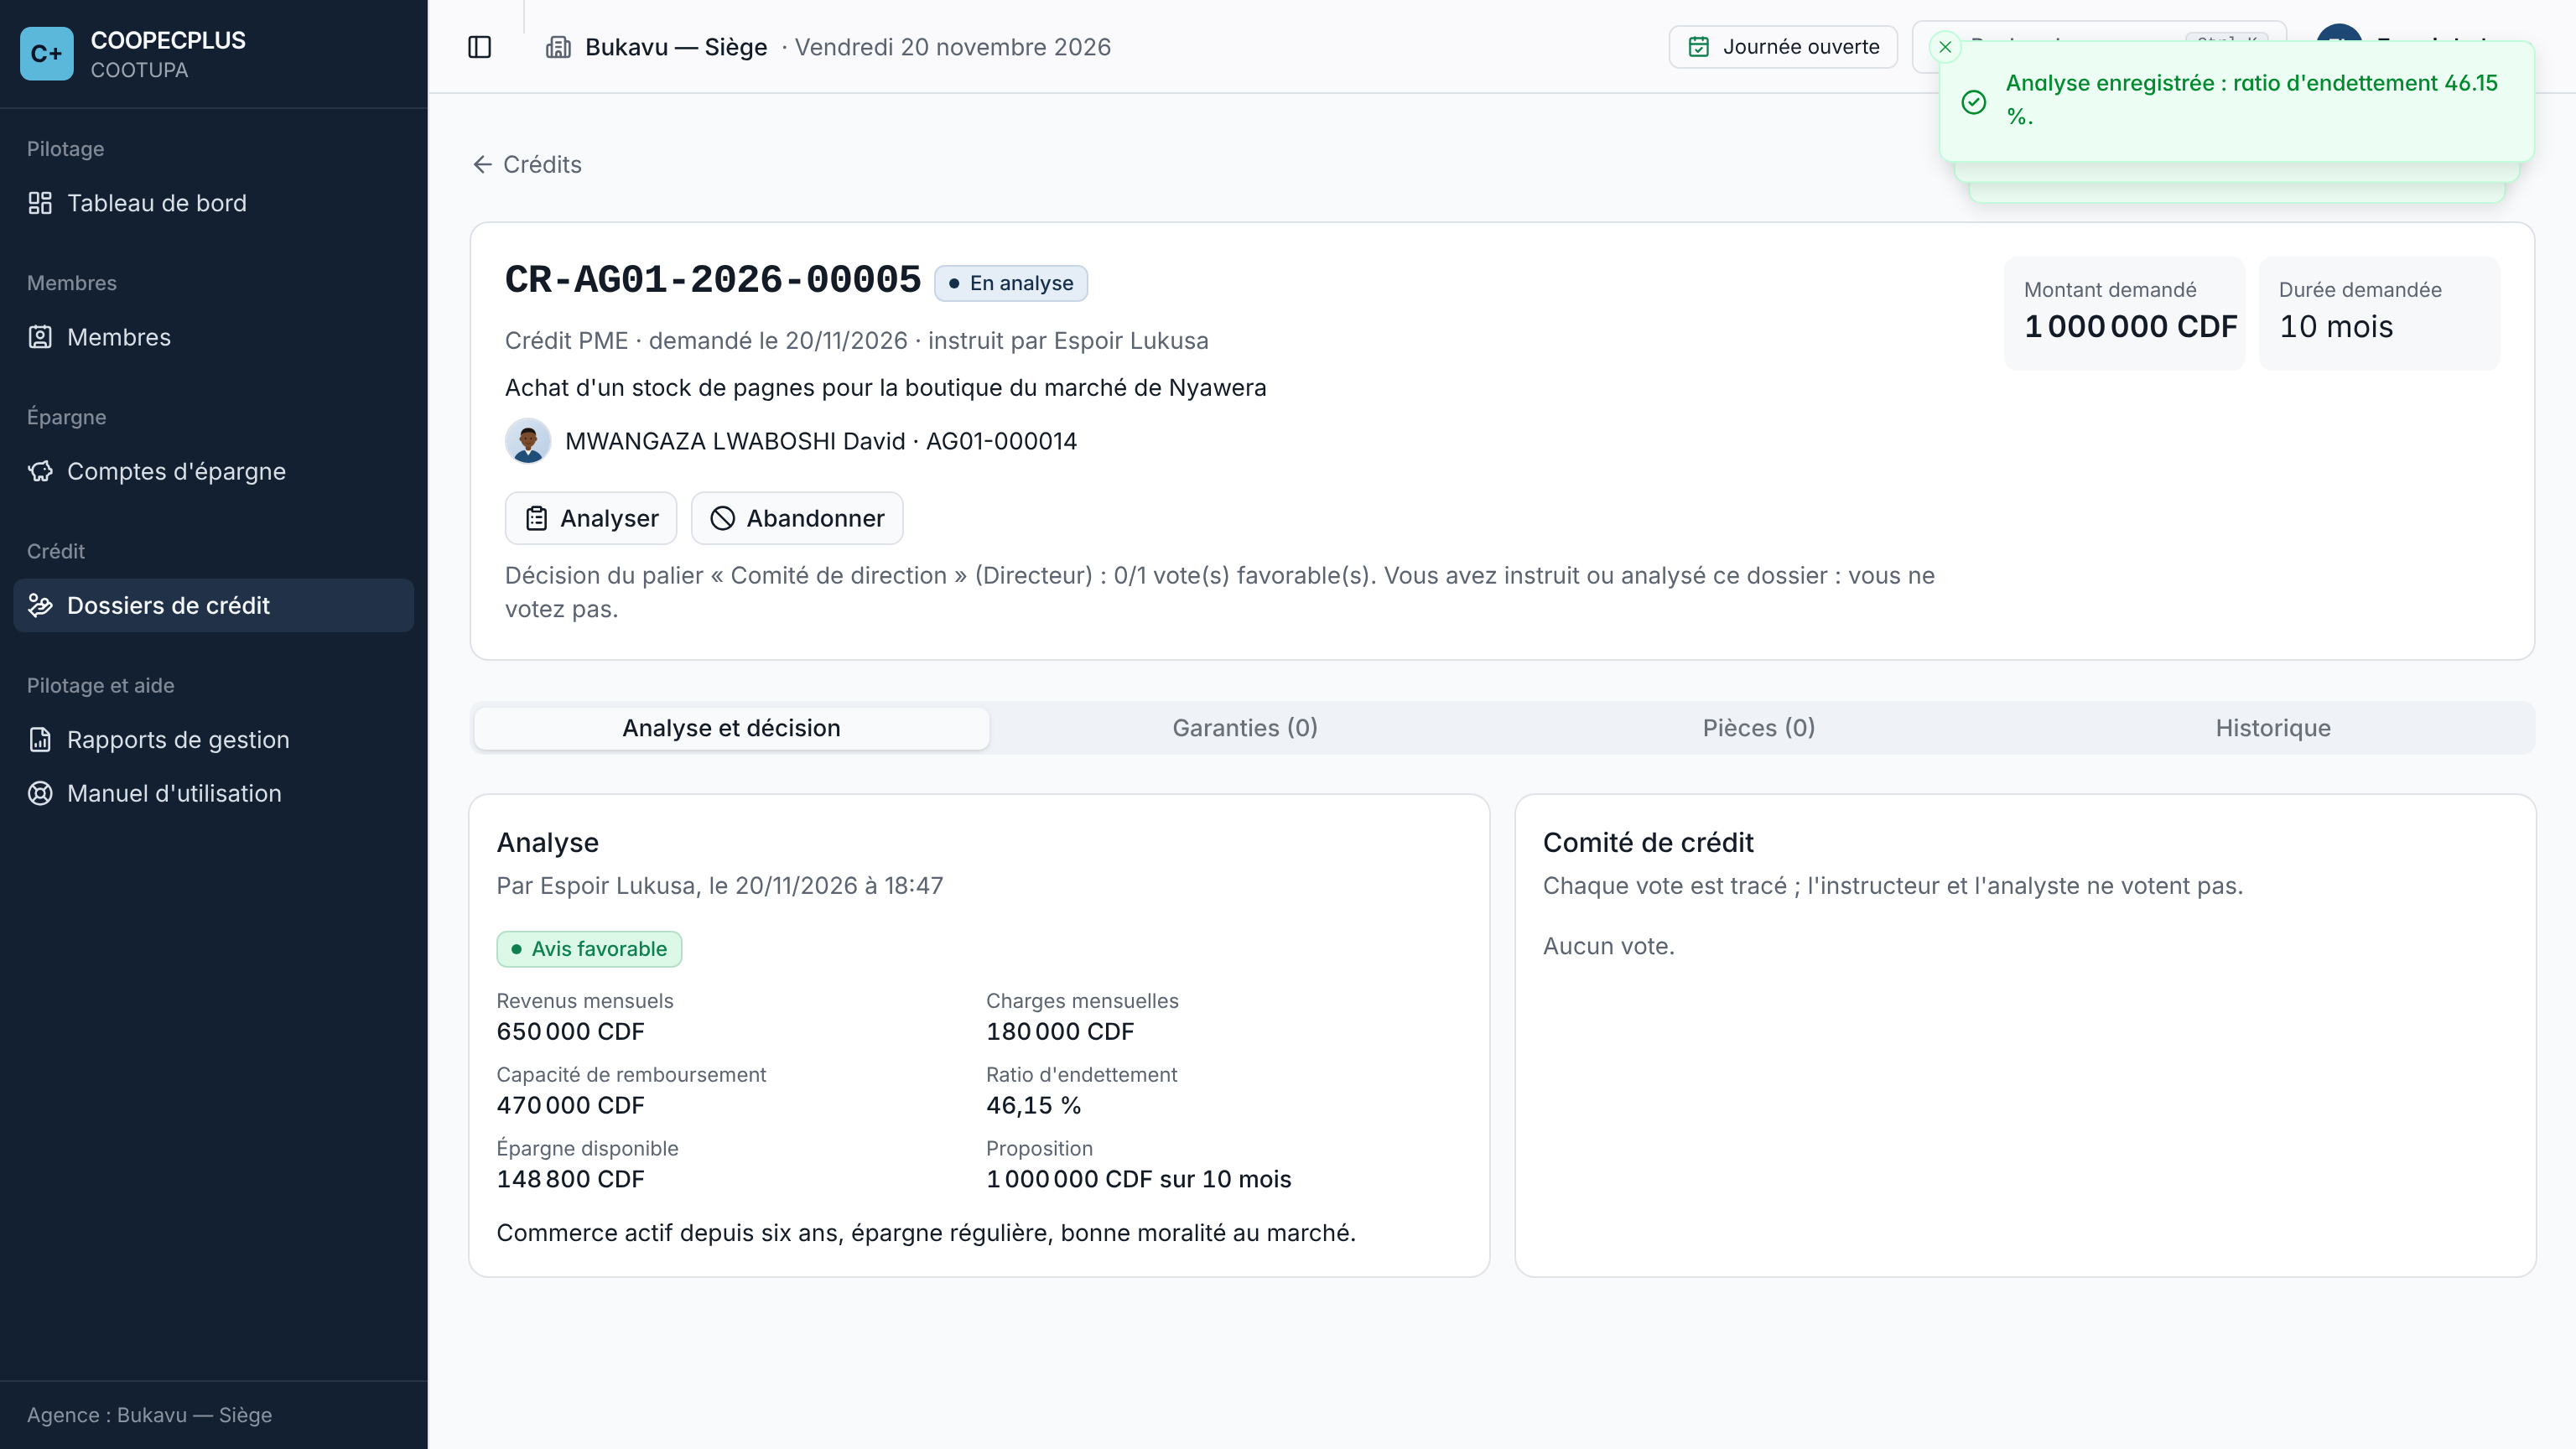 C+
COOPECPLUS
COOTUPA
Pilotage
Tableau de bord
Membres
Membres
Épargne
Comptes d'épargne
Crédit
Dossiers de crédit
Pilotage et aide
Rapports de gestion
Manuel d'utilisation
Agence : Bukavu — Siège
Bukavu — Siège · Vendredi 20 novembre 2026
Journée ouverte
Analyse enregistrée : ratio d'endettement 46.15
%.
Crédits
CR-AG01-2026-00005
En analyse
Crédit PME · demandé le 20/11/2026 · instruit par Espoir Lukusa
Achat d'un stock de pagnes pour la boutique du marché de Nyawera
MWANGAZA LWABOSHI David · AG01-000014
Analyser
Abandonner
Décision du palier « Comité de direction » (Directeur) : 0/1 vote(s) favorable(s). Vous avez instruit ou analysé ce dossier : vous ne
votez pas.
Montant demandé
1 000 000 CDF
Durée demandée
10 mois
Analyse et décision
Garanties (0)
Pièces (0)
Historique
Analyse
Par Espoir Lukusa, le 20/11/2026 à 18:47
Avis favorable
Revenus mensuels
650 000 CDF
Charges mensuelles
180 000 CDF
Capacité de remboursement
470 000 CDF
Ratio d'endettement
46,15 %
Épargne disponible
148 800 CDF
Proposition
1 000 000 CDF sur 10 mois
Commerce actif depuis six ans, épargne régulière, bonne moralité au marché.
Comité de crédit
Chaque vote est tracé ; l'instructeur et l'analyste ne votent pas.
Aucun vote.